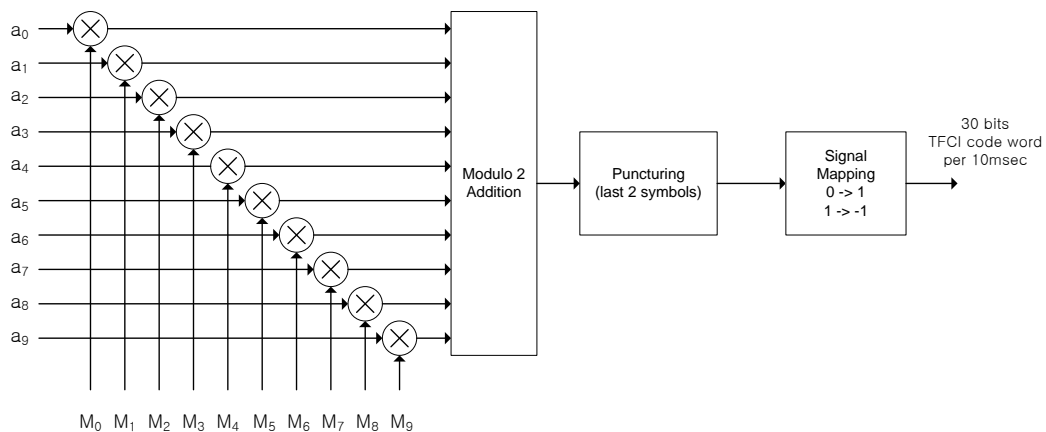 a0
a1
a2
a3
a4
a5
a6
a7
a8
a9
M0 M1 M2 M3 M4 M5 M6 M7 M8 M9
Modulo 2
Addition
Puncturing
(last 2 symbols)
Signal
Mapping
0 -> 1
1 -> -1
30 bits
TFCI code word
per 10msec